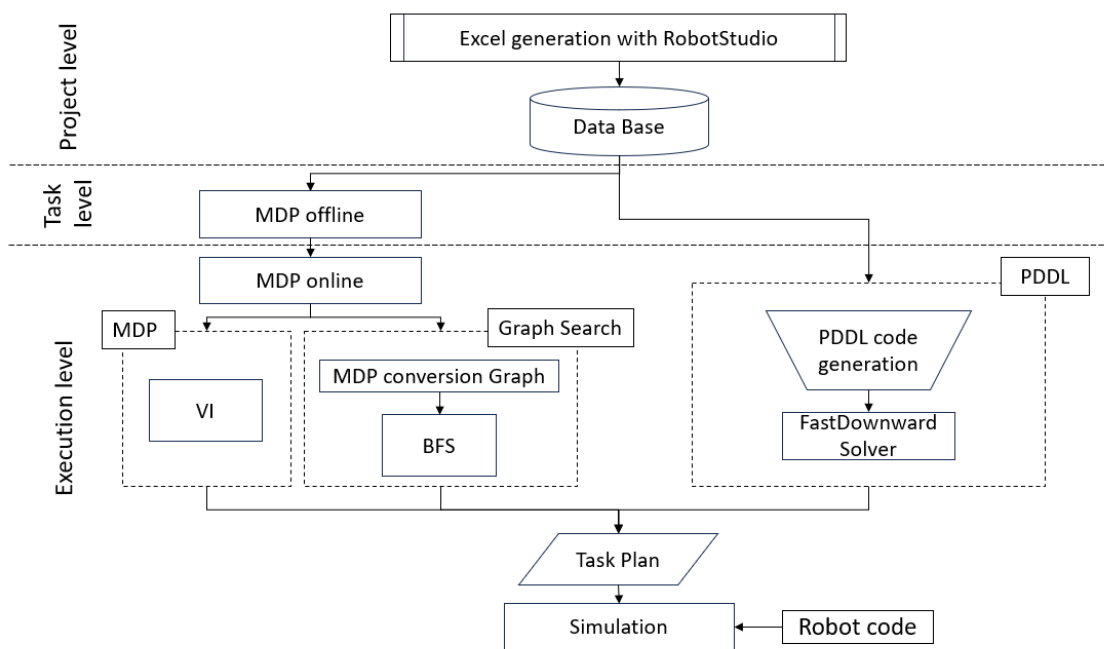 Project level
Excel generation with RobotStudio
Data Base
Task
level
MDP offline
Execution level
MDP online
MDP
VI
Graph Search
MDP conversion Graph
BFS
PDDL
PDDL code
generation
FastDownward
Solver
Task Plan
Simulation
Robot code